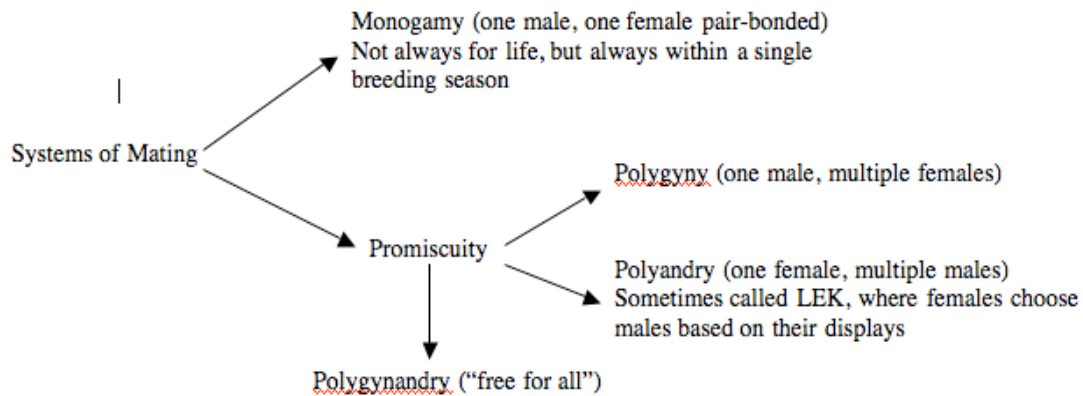 Monogamy (one male, one female pair-bonded)
Not always for life, but always within a single
breeding season
Systems of Mating
Polygyny (one male, multiple females)
Promiscuity
Polyandry (one female, multiple males)
Sometimes called LEK, where females choose
males based on their displays
Polygynandry (“free for all”)